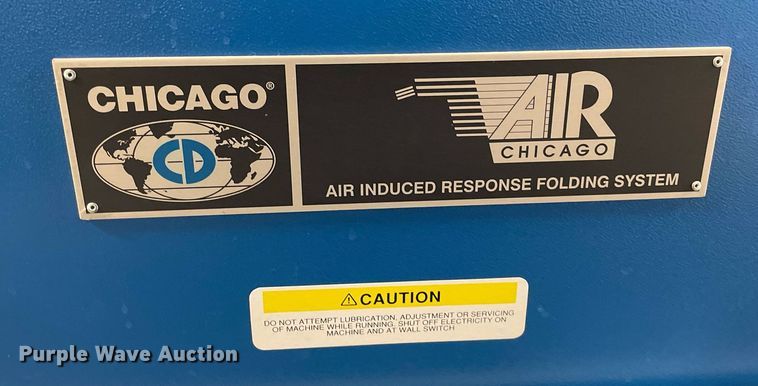 CHICAGO®
CD
AIR
CHICAGO
AIR INDUCED RESPONSE FOLDING SYSTEM
⚠CAUTION
DO NOT ATTEMPT LUBRICATION, ADJUSTMENT OR SERVICING
OF MACHINE WHILE RUNNING. SHUT OFF ELECTRICITY ON
MACHINE AND AT WALL SWITCH
Purple Wave Auction